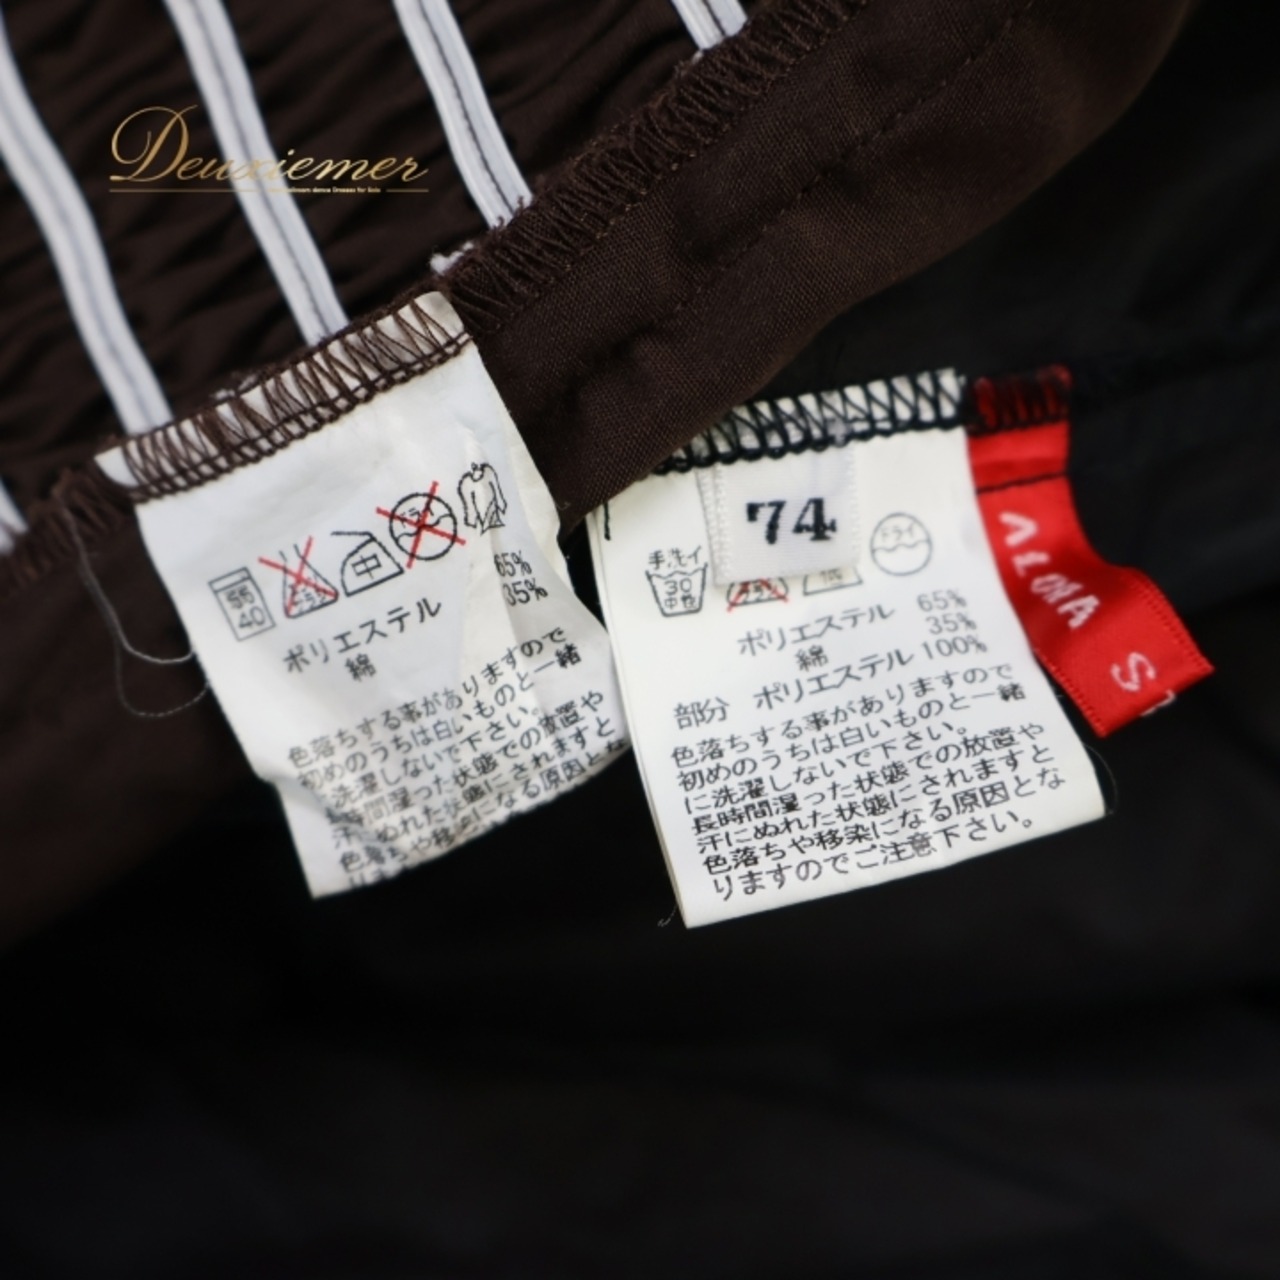 Deuxiemer
中
40
ポリエステル 65%
綿 35%
色落ちする事がありますので
初めのうちは白いものと一緒
に洗濯しないで下さい。
長時間湿った状態での放置や
汗にぬれた状態にされますと
色落ちや移染になる原因とな
74
手洗イ
30
中性
ドライ
ポリエステル 65%
綿 35%
部分 ポリエステル 100%
色落ちする事がありますので
初めのうちは白いものと一緒
に洗濯しないで下さい。
長時間湿った状態での放置や
汗にぬれた状態にされますと
色落ちや移染になる原因とな
りますのでご注意下さい。